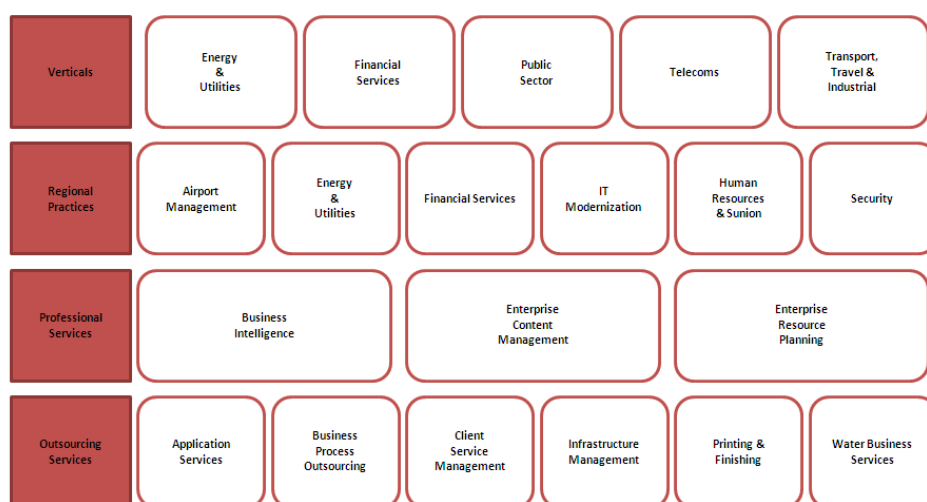 Verticals
Energy
&
Utilities
Financial
Services
Public
Sector
Telecoms
Transport,
Travel &
Industrial
Regional
Practices
Airport
Management
Energy
&
Utilities
Financial Services
IT
Modernization
Human
Resources
& Sunion
Security
Professional
Services
Business
Intelligence
Enterprise
Content
Management
Enterprise
Resource
Planning
Outsourcing
Services
Application
Services
Business
Process
Outsourcing
Client
Service
Management
Infrastructure
Management
Printing &
Finishing
Water Business
Services